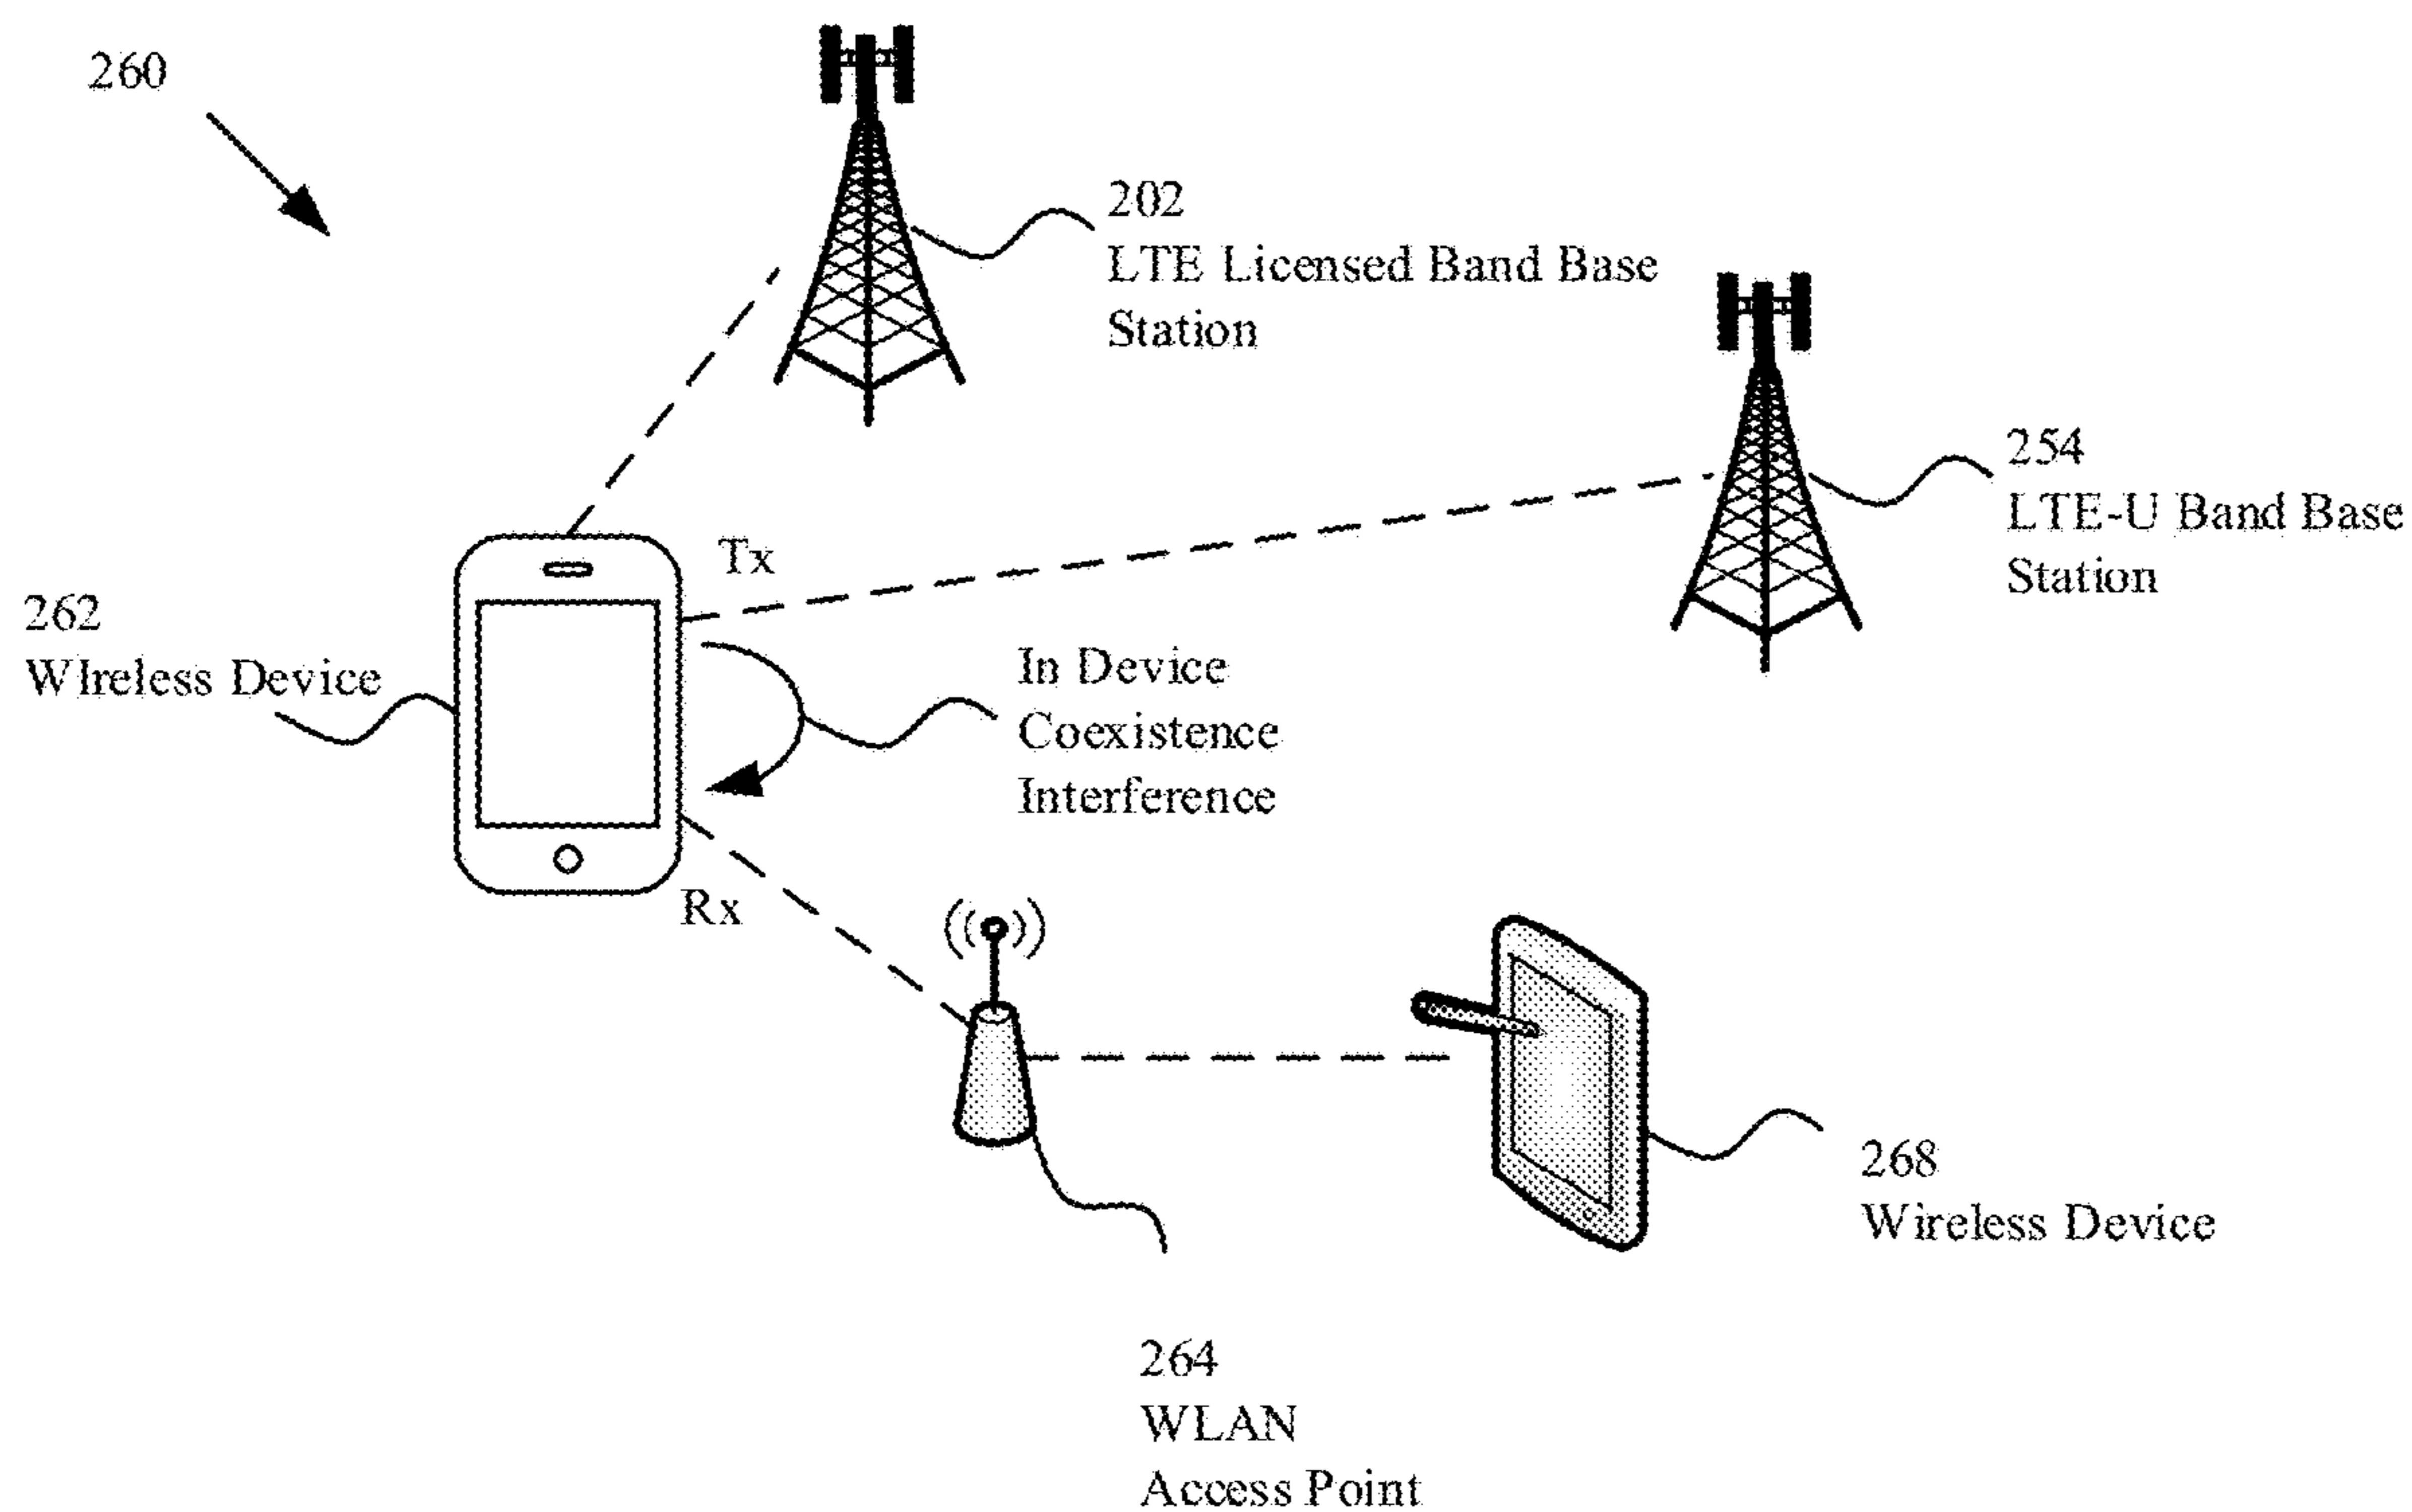 260
202
LTE Licensed Band Base
Station
254
LTE-U Band Base
Station
Tx
262
WIreless Device
In Device
Coexistence
Interference
Rx
268
Wireless Device
264
WLAN
Access Point